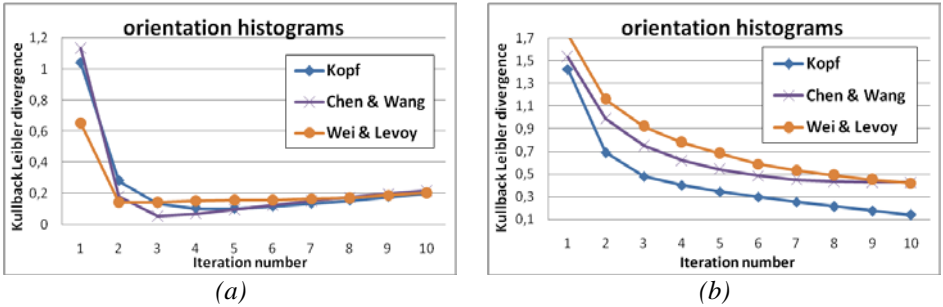 orientation histograms
Kullback Leibler divergence
1,2
1
0,8
0,6
0,4
0,2
0
Kopf
Chen & Wang
Wei & Levoy
1 2 3 4 5 6 7 8 9 10
Iteration number
(a)
orientation histograms
Kullback Leibler divergence
1,7
1,5
1,3
1,1
0,9
0,7
0,5
0,3
0,1
Kopf
Chen & Wang
Wei & Levoy
1 2 3 4 5 6 7 8 9 10
Iteration number
(b)